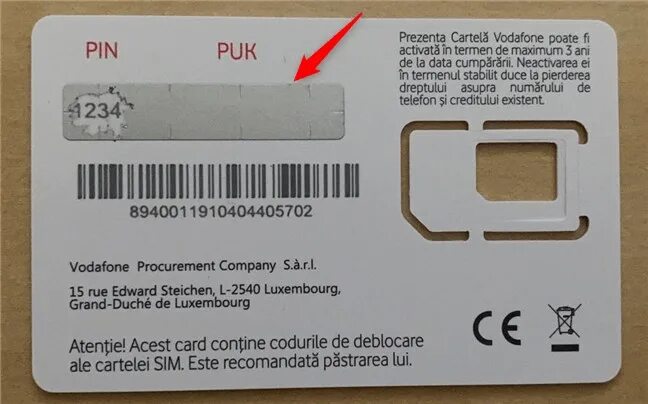 PIN PUK
1234
8940011910404405702
Vodafone Procurement Company S.à.r.l.
15 rue Edward Steichen, L-2540 Luxembourg,
Grand-Duché de Luxembourg
Atenție! Acest card conține codurile de deblocare
ale cartelei SIM. Este recomandată păstrarea lui.
Prezenta Cartelă Vodafone poate fi
activată în termen de maximum 3 ani
de la data cumpărării. Neactivarea ei
în termenul stabilit duce la pierderea
dreptului asupra numărului de
telefon și creditului existent.
CE